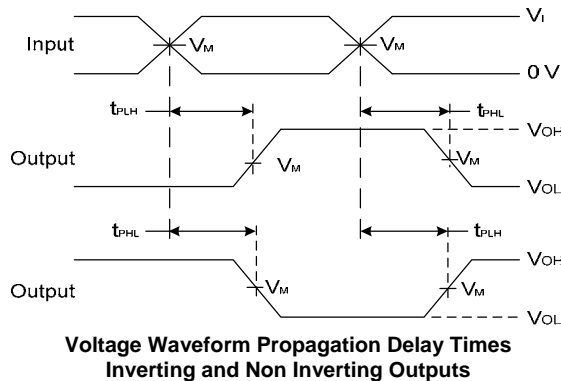 VI
Input
VM
VM
0 V
tPLH
tPHL
VOH
Output
VM
VM
VOL
tPHL
tPLH
VOH
Output
VM
VM
VOL
Voltage Waveform Propagation Delay Times
Inverting and Non Inverting Outputs